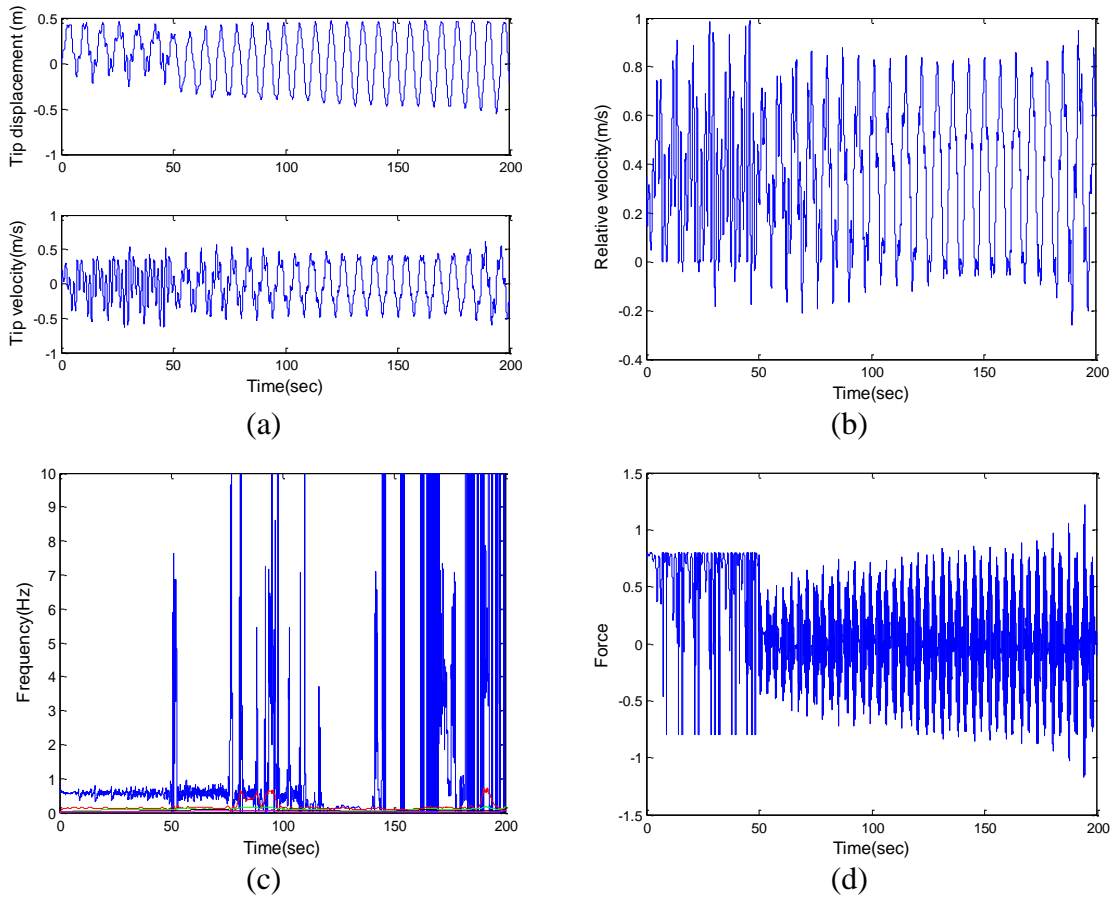 Tip displacement (m)
0.5
0
-0.5
-1
0 50 100 150 200
Tip velocity(m/s)
1
0.5
0
-0.5
-1
0 50 100 150 200
Time(sec)
(a)
Relative velocity(m/s)
1
0.8
0.6
0.4
0.2
0
-0.2
-0.4
0 50 100 150 200
Time(sec)
(b)
Frequency(Hz)
10
9
8
7
6
5
4
3
2
1
0
0 50 100 150 200
Time(sec)
(c)
Force
1.5
1
0.5
0
-0.5
-1
-1.5
0 50 100 150 200
Time(sec)
(d)